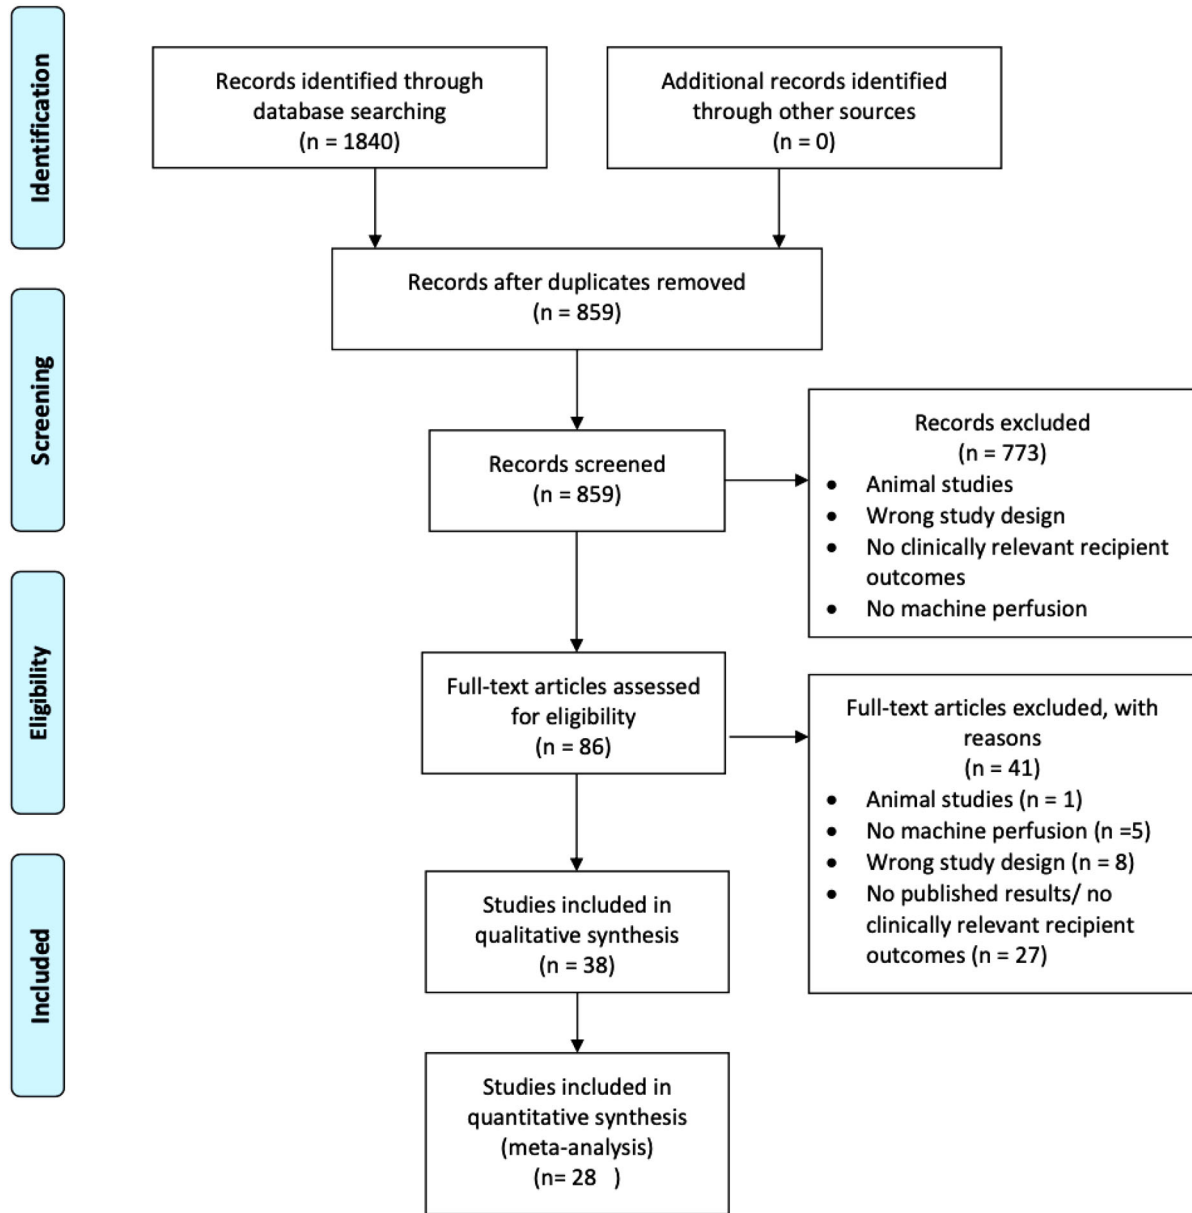 Identification
Records identified through
database searching
(n = 1840)
Additional records identified
through other sources
(n = 0)
Records after duplicates removed
(n = 859)
Screening
Records screened
(n = 859)
Records excluded
(n = 773)
• Animal studies
• Wrong study design
• No clinically relevant recipient
outcomes
• No machine perfusion
Eligibility
Full-text articles assessed
for eligibility
(n = 86)
Full-text articles excluded, with
reasons
(n = 41)
• Animal studies (n = 1)
• No machine perfusion (n =5)
• Wrong study design (n = 8)
• No published results/ no
clinically relevant recipient
outcomes (n = 27)
Included
Studies included in
qualitative synthesis
(n = 38)
Studies included in
quantitative synthesis
(meta-analysis)
(n= 28   )